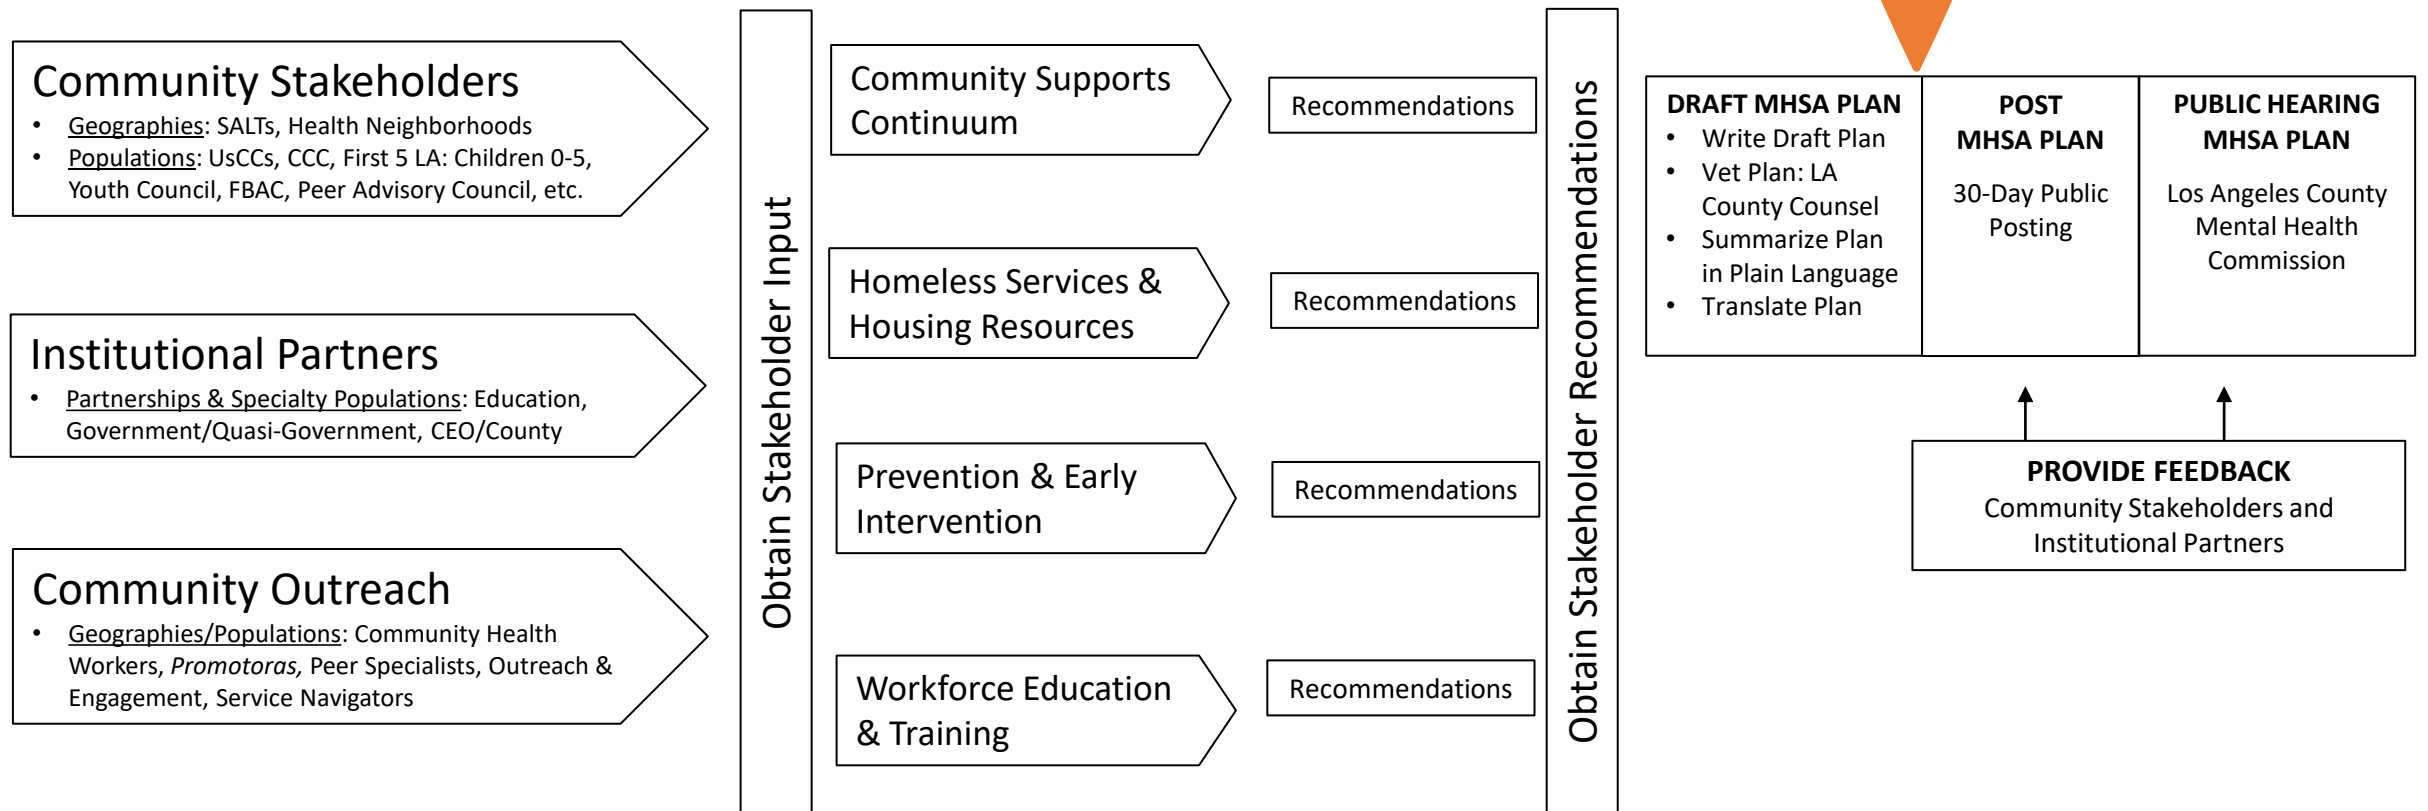 Community Stakeholders
• Geographies: SALTs, Health Neighborhoods
• Populations: UsCCs, CCC, First 5 LA: Children 0-5,
Youth Council, FBAC, Peer Advisory Council, etc.
Institutional Partners
• Partnerships & Specialty Populations: Education,
Government/Quasi-Government, CEO/County
Community Outreach
• Geographies/Populations: Community Health
Workers, Promotoras, Peer Specialists, Outreach &
Engagement, Service Navigators
Obtain Stakeholder Input
Community Supports
Continuum
Recommendations
Homeless Services &
Housing Resources
Recommendations
Prevention & Early
Intervention
Recommendations
Workforce Education
& Training
Recommendations
Obtain Stakeholder Recommendations
DRAFT MHSA PLAN
• Write Draft Plan
• Vet Plan: LA
County Counsel
• Summarize Plan
in Plain Language
• Translate Plan
POST
MHSA PLAN
30-Day Public
Posting
PUBLIC HEARING
MHSA PLAN
Los Angeles County
Mental Health
Commission
PROVIDE FEEDBACK
Community Stakeholders and
Institutional Partners